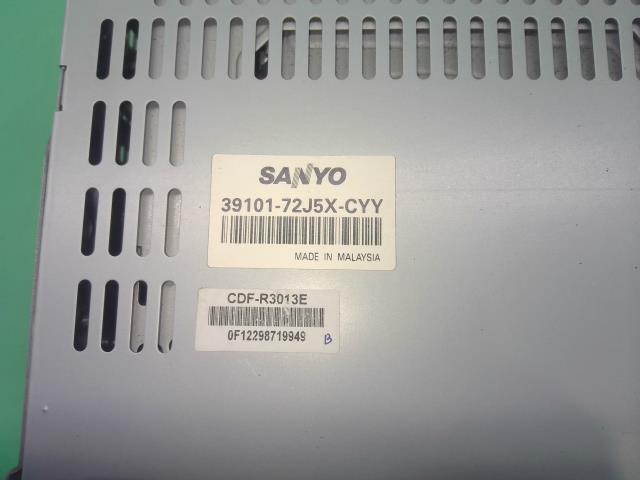 SANYO
39101-72J5X-CYY
MADE IN MALAYSIA
CDF-R3013E
0F12298719949
B